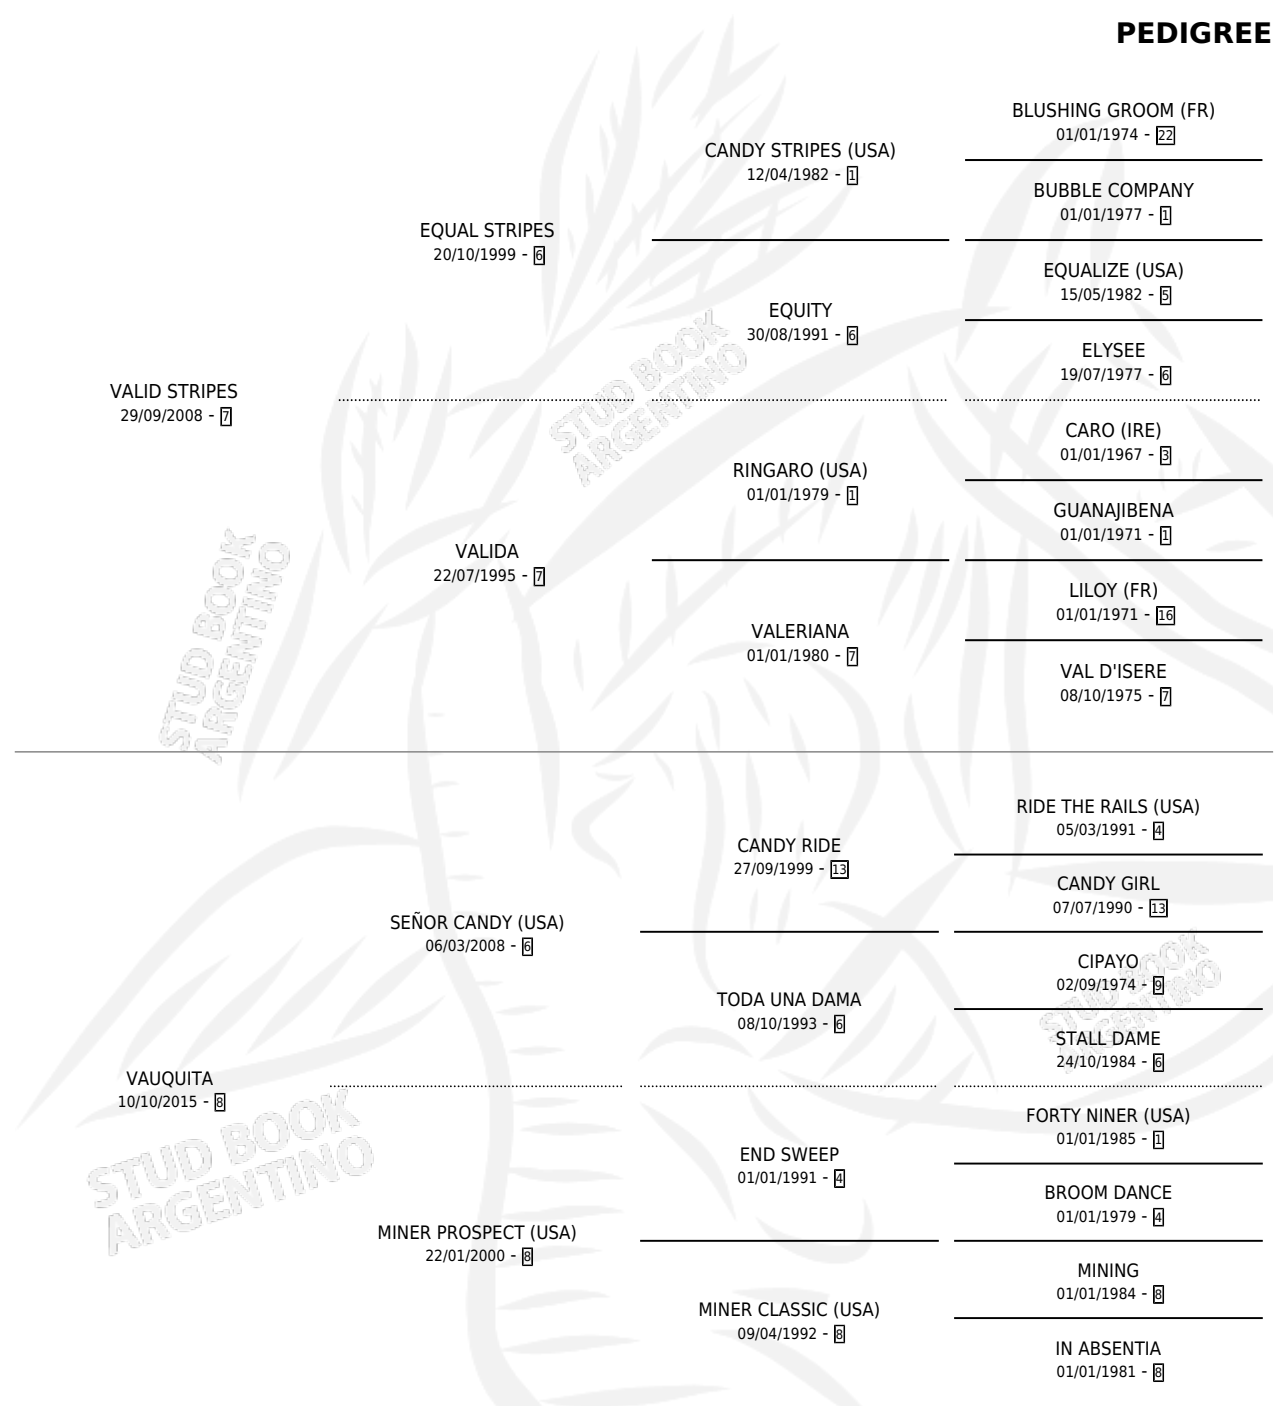 PEDIGREE
BLUSHING GROOM (FR)
01/01/1974 - 22
CANDY STRIPES (USA)
12/04/1982 - 1
BUBBLE COMPANY
01/01/1977 - 1
EQUAL STRIPES
20/10/1999 - 6
EQUALIZE (USA)
15/05/1982 - 5
EQUITY
30/08/1991 - 6
ELYSEE
19/07/1977 - 6
VALID STRIPES
29/09/2008 - 7
CARO (IRE)
01/01/1967 - 3
RINGARO (USA)
01/01/1979 - 1
GUANAJIBENA
01/01/1971 - 1
VALIDA
22/07/1995 - 7
LILOY (FR)
01/01/1971 - 16
VALERIANA
01/01/1980 - 7
VAL D'ISERE
08/10/1975 - 7
STUD BOOK
ARGENTINO
STUD BOOK
ARGENTINO
RIDE THE RAILS (USA)
05/03/1991 - 4
CANDY RIDE
27/09/1999 - 13
CANDY GIRL
07/07/1990 - 13
SEÑOR CANDY (USA)
06/03/2008 - 6
CIPAYO
02/09/1974 - 9
TODA UNA DAMA
08/10/1993 - 6
STALL DAME
24/10/1984 - 6
VAUQUITA
10/10/2015 - 8
FORTY NINER (USA)
01/01/1985 - 1
END SWEEP
01/01/1991 - 4
BROOM DANCE
01/01/1979 - 4
MINER PROSPECT (USA)
22/01/2000 - 8
MINING
01/01/1984 - 8
MINER CLASSIC (USA)
09/04/1992 - 8
IN ABSENTIA
01/01/1981 - 8
STUD BOOK
ARGENTINO
STUD BOOK
ARGENTINO